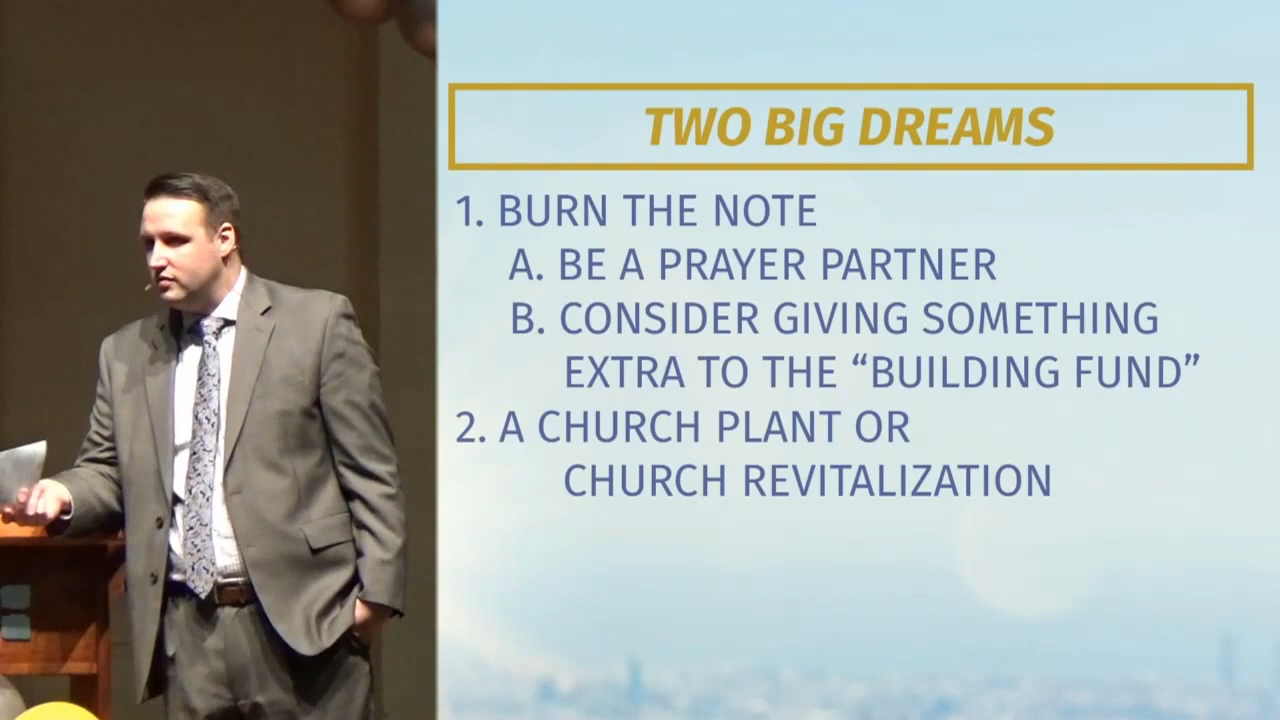 TWO BIG DREAMS
1. BURN THE NOTE
A. BE A PRAYER PARTNER
B. CONSIDER GIVING SOMETHING
EXTRA TO THE “BUILDING FUND”
2. A CHURCH PLANT OR
CHURCH REVITALIZATION